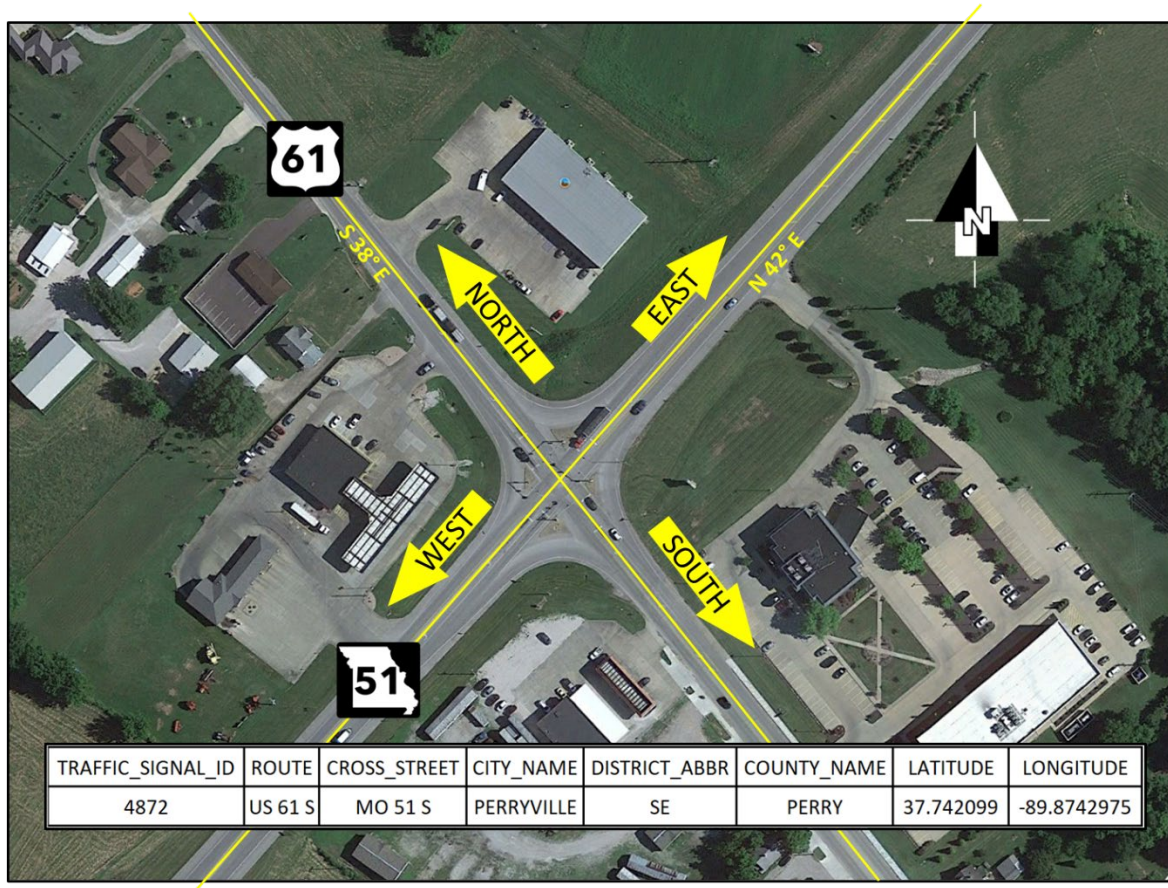 61
S 38° E
N
N 42° E
NORTH
EAST
WEST
SOUTH
51
TRAFFIC_SIGNAL_ID ROUTE CROSS_STREET CITY_NAME DISTRICT_ABBR COUNTY_NAME LATITUDE LONGITUDE
4872 US 61 S MO 51 S PERRYVILLE SE PERRY 37.742099 -89.8742975